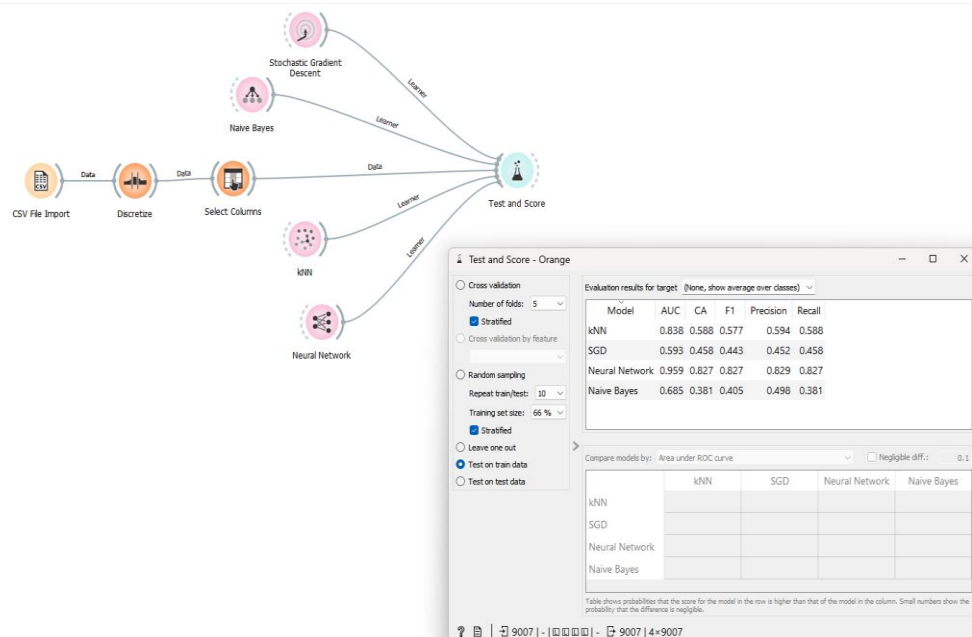 Stochastic Gradient
Descent
Learner
Naive Bayes
Learner
Data
Data
Data
CSV
CSV File Import
Discretize
Select Columns
Test and Score
Learner
kNN
Learner
Neural Network
Test and Score - Orange
Cross validation
Number of folds: 5
Stratified
Cross validation by feature
Random sampling
Repeat train/test: 10
Training set size: 66 %
Stratified
Leave one out
Test on train data
Test on test data
Evaluation results for target (None, show average over classes)
Model AUC CA F1 Precision Recall
kNN 0.838 0.588 0.577 0.594 0.588
SGD 0.593 0.458 0.443 0.452 0.458
Neural Network 0.959 0.827 0.827 0.829 0.827
Naive Bayes 0.685 0.381 0.405 0.498 0.381
Compare models by: Area under ROC curve Negligible diff.: 0.1
kNN SGD Neural Network Naive Bayes
kNN
SGD
Neural Network
Naive Bayes
Table shows probabilities that the score for the model in the row is higher than that of the model in the column. Small numbers show the
probability that the difference is negligible.
? 9007 | - | - 9007 | 4×9007